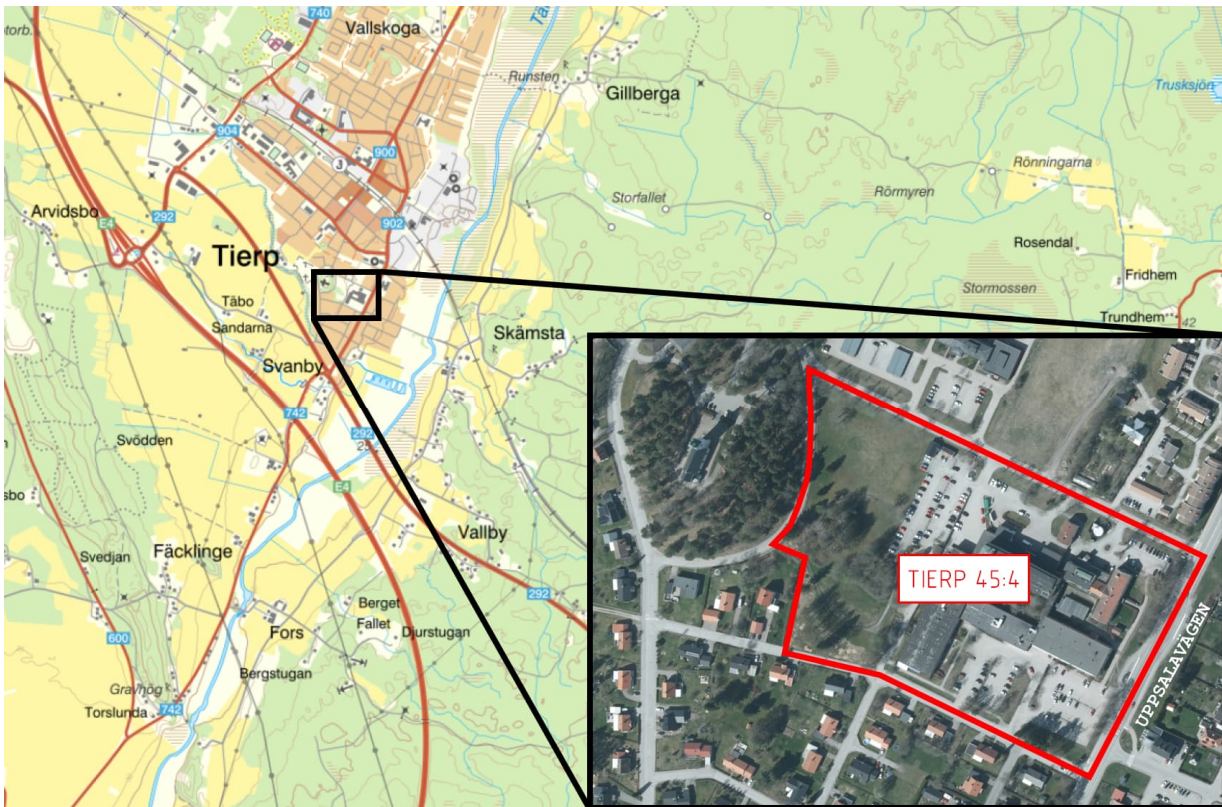 740
Vallskoga
Runsten
Gillberga
Trusksjön
904
900
3
Rönningarna
Storfallet
Rörmyren
Arvidsbo
E4
292
902
Tierp
Rosendal
Fridhem
Stormossen
Täbo
Sandarna
Trundhem
42
Skämsta
Svanby
742
292
Svödden
E4
sbo
Vallby
Fäcklinge
Svedjan
292
Berget
Fallet
Fors
Djurstugan
600
Bergstugan
Gravhög
Torslunda
742
TIERP 45:4
UPPSALAVÄGEN